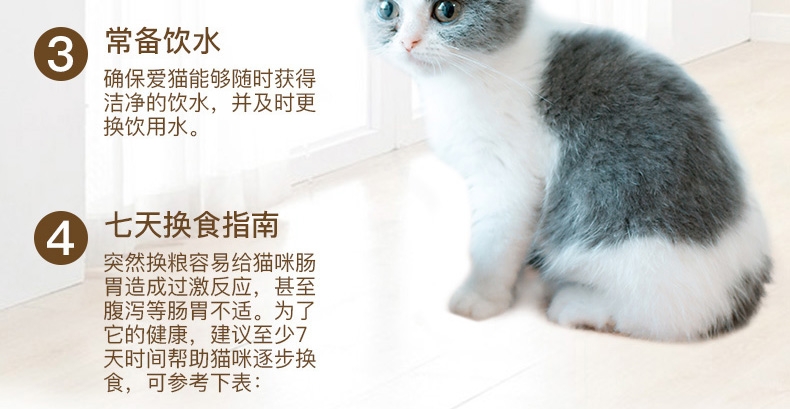 3
常备饮水
确保爱猫能够随时获得
洁净的饮水，并及时更
换饮用水。
4
七天换食指南
突然换粮容易给猫咪肠
胃造成过激反应，甚至
腹泻等肠胃不适。为了
它的健康，建议至少7
天时间帮助猫咪逐步换
食，可参考下表：